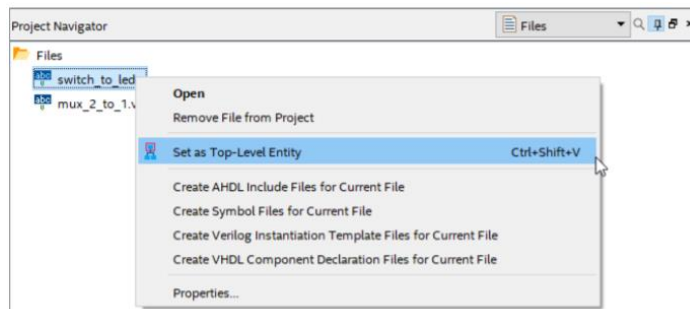 Project Navigator
Files
Files
switch_to_led
mux_2_to_1.v
Open
Remove File from Project
Set as Top-Level Entity Ctrl+Shift+V
Create AHDL Include Files for Current File
Create Symbol Files for Current File
Create Verilog Instantiation Template Files for Current File
Create VHDL Component Declaration Files for Current File
Properties...